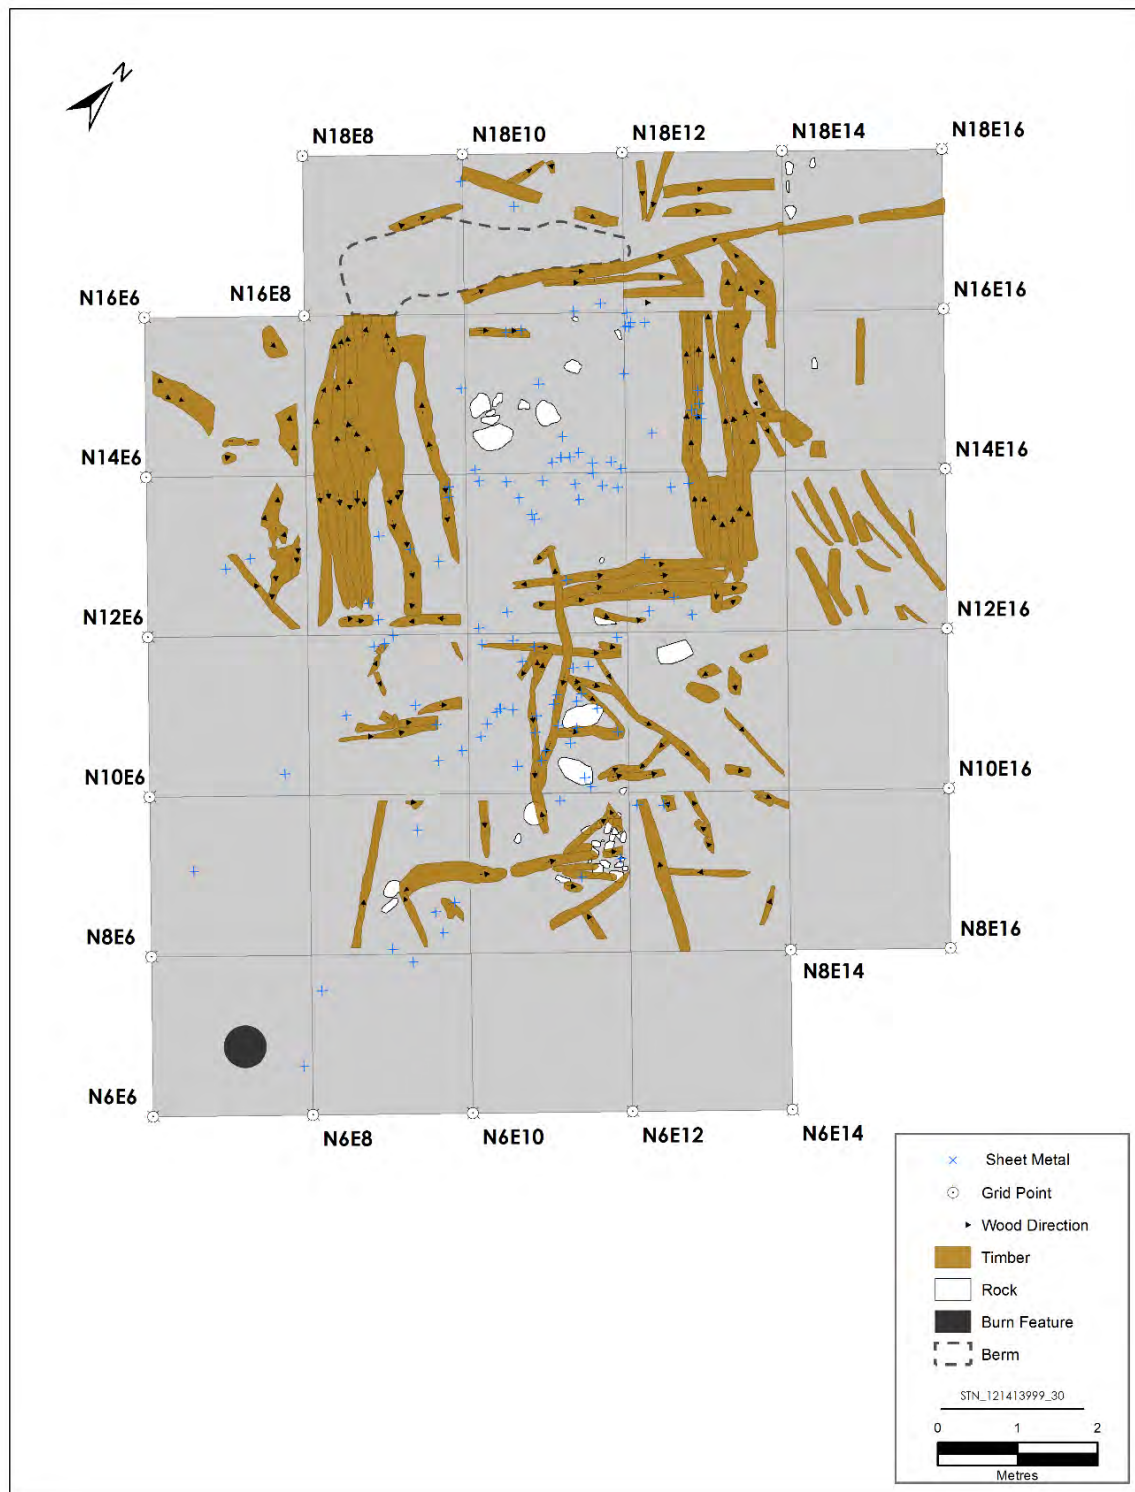 N
N18E8 N18E10 N18E12 N18E14 N18E16
N16E6 N16E8 N16E16
N14E6 N14E16
N12E6 N12E16
N10E6 N10E16
N8E6 N8E14 N8E16
N6E6 N6E8 N6E10 N6E12 N6E14
Sheet Metal
Grid Point
Wood Direction
Timber
Rock
Burn Feature
Berm
STN_121413999_30
0 1 2
Metres